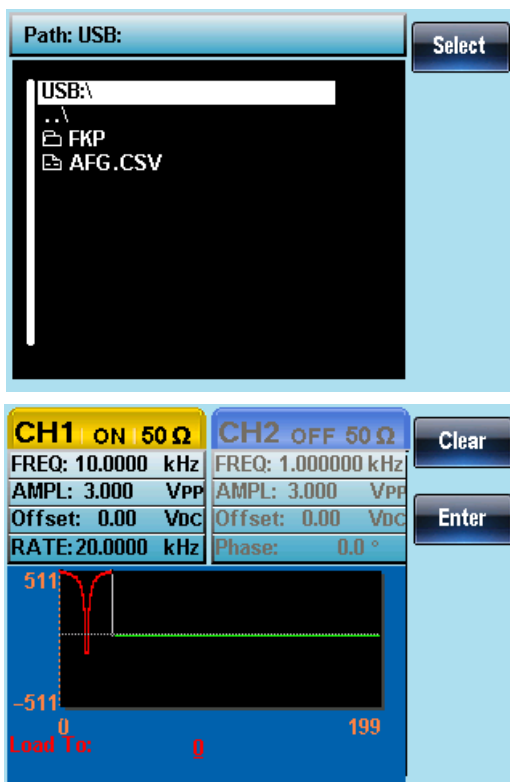 Path: USB:
Select
USB:\
..\
FKP
AFG.CSV
CH1 ON 50 Ω CH2 OFF 50 Ω
Clear
FREQ: 10.0000 kHz FREQ: 1.000000 kHz
AMPL: 3.000 VPP AMPL: 3.000 VPP
Offset: 0.00 VDC Offset: 0.00 VDC
Enter
RATE: 20.0000 kHz Phase: 0.0 °
511
-511
0 199
Load To: 0